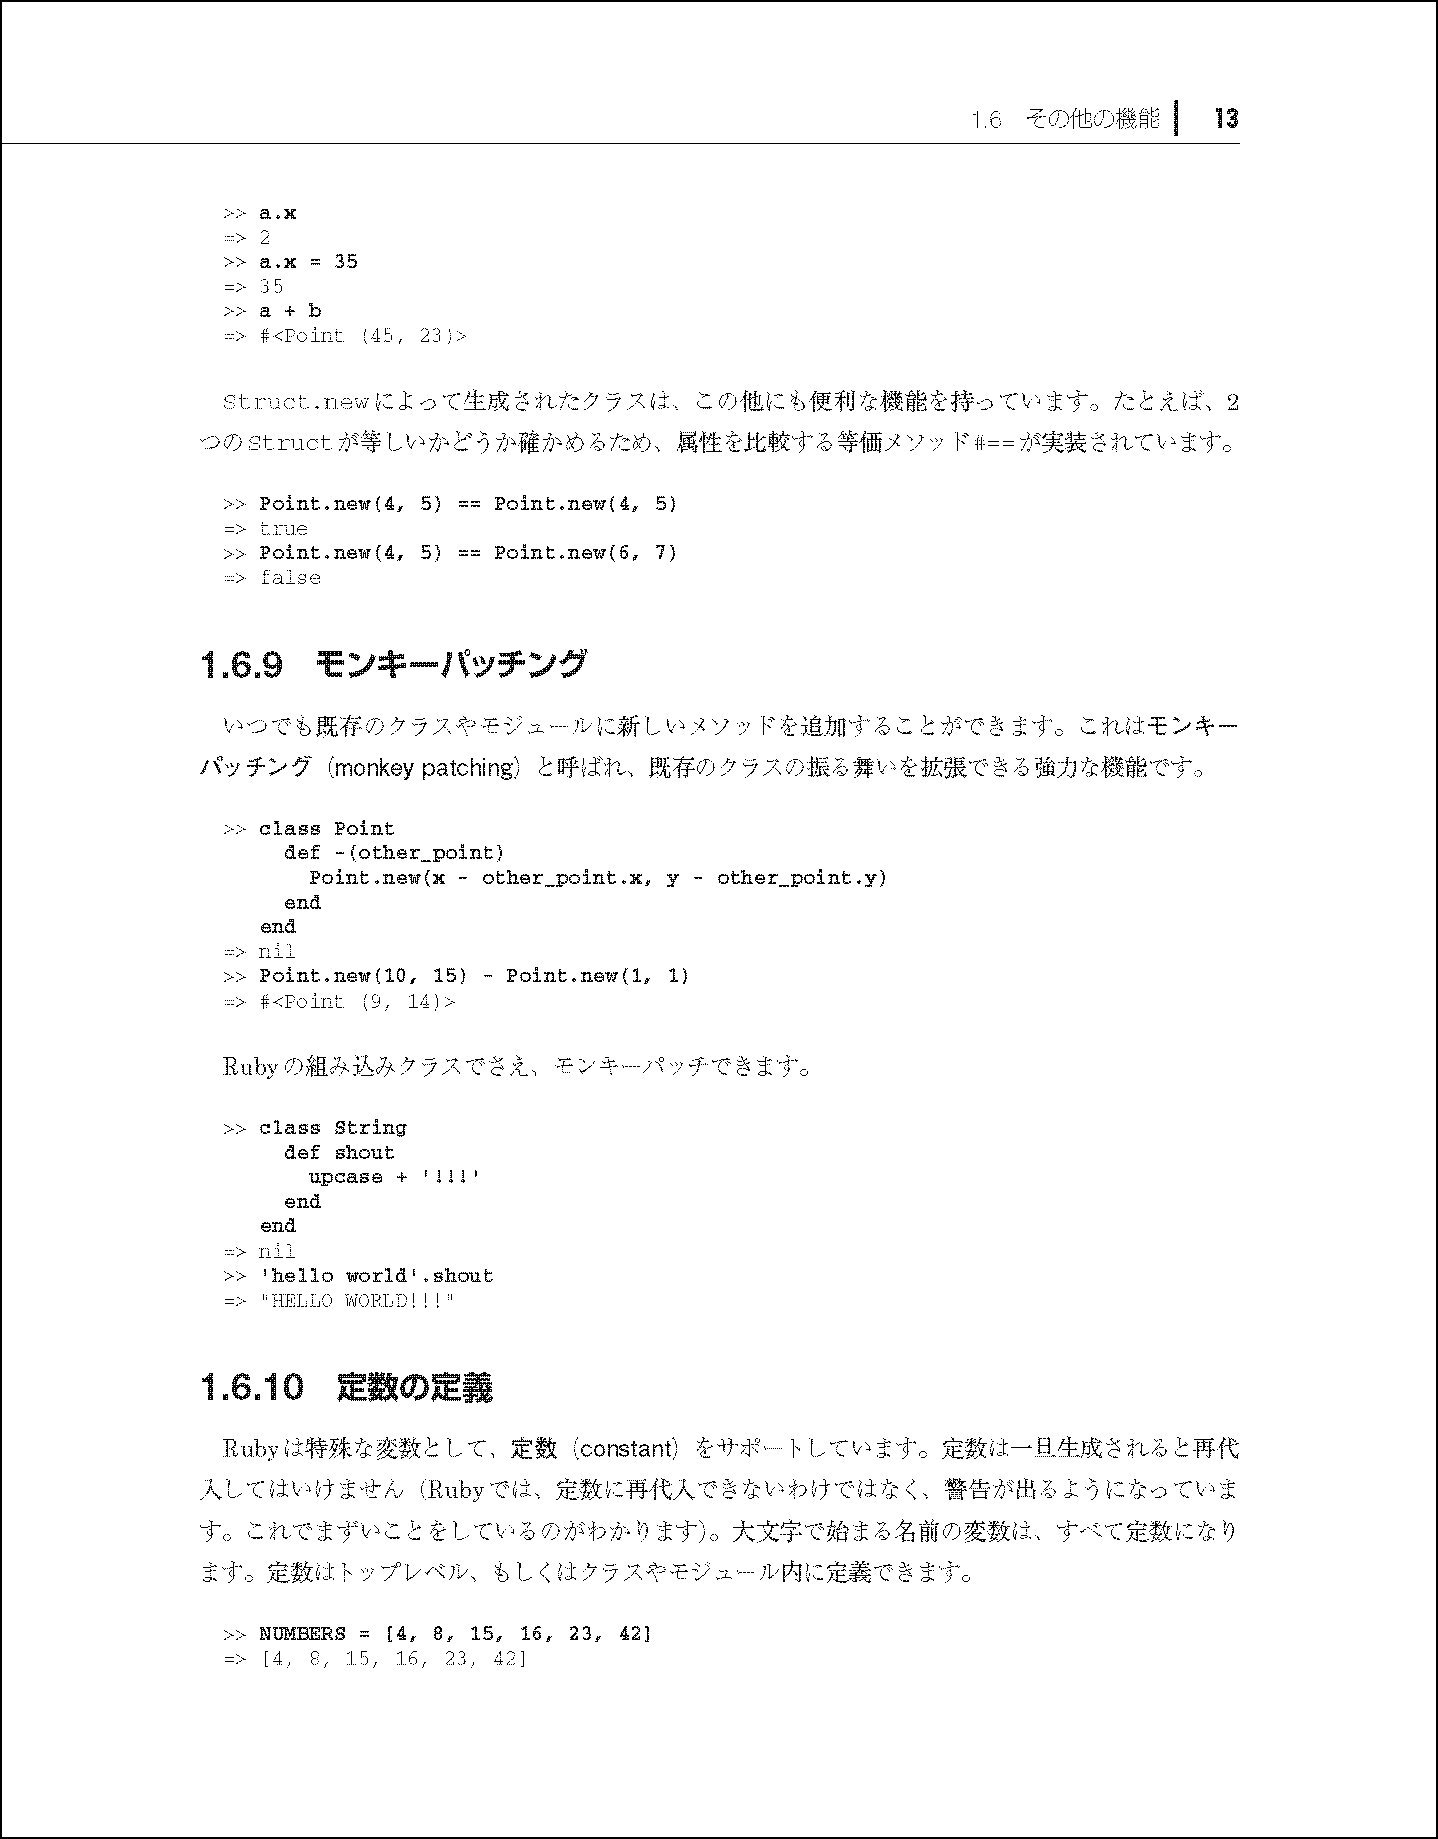 1.6 その他の機能 13
>> a.x
=> 2
>> a.x = 35
=> 35
>> a + b
=> #<Point (45, 23)>
Struct.newによって生成されたクラスは、この他にも便利な機能を持っています。たとえば、2
つのStructが等しいかどうか確かめるため、属性を比較する等価メソッド#==が実装されています。
>> Point.new(4, 5) == Point.new(4, 5)
=> true
>> Point.new(4, 5) == Point.new(6, 7)
=> false
1.6.9 モンキーパッチング
いつでも既存のクラスやモジュールに新しいメソッドを追加することができます。これはモンキー
パッチング（monkey patching）と呼ばれ、既存のクラスの振る舞いを拡張できる強力な機能です。
>> class Point
     def -(other_point)
       Point.new(x - other_point.x, y - other_point.y)
     end
   end
=> nil
>> Point.new(10, 15) - Point.new(1, 1)
=> #<Point (9, 14)>
Rubyの組み込みクラスでさえ、モンキーパッチできます。
>> class String
     def shout
       upcase + '!!!'
     end
   end
=> nil
>> 'hello world'.shout
=> "HELLO WORLD!!!"
1.6.10 定数の定義
Rubyは特殊な変数として、定数（constant）をサポートしています。定数は一旦生成されると再代
入してはいけません（Rubyでは、定数に再代入できないわけではなく、警告が出るようになっていま
す。これでまずいことをしているのがわかります）。大文字で始まる名前の変数は、すべて定数になり
ます。定数はトップレベル、もしくはクラスやモジュール内に定義できます。
>> NUMBERS = [4, 8, 15, 16, 23, 42]
=> [4, 8, 15, 16, 23, 42]